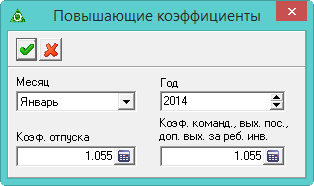 Повышающие коэффициенты
Месяц
Год
Январь
2014
Коэф. отпуска
Коэф. команд., вых. пос.,
доп. вых. за реб. инв.
1.055
1.055